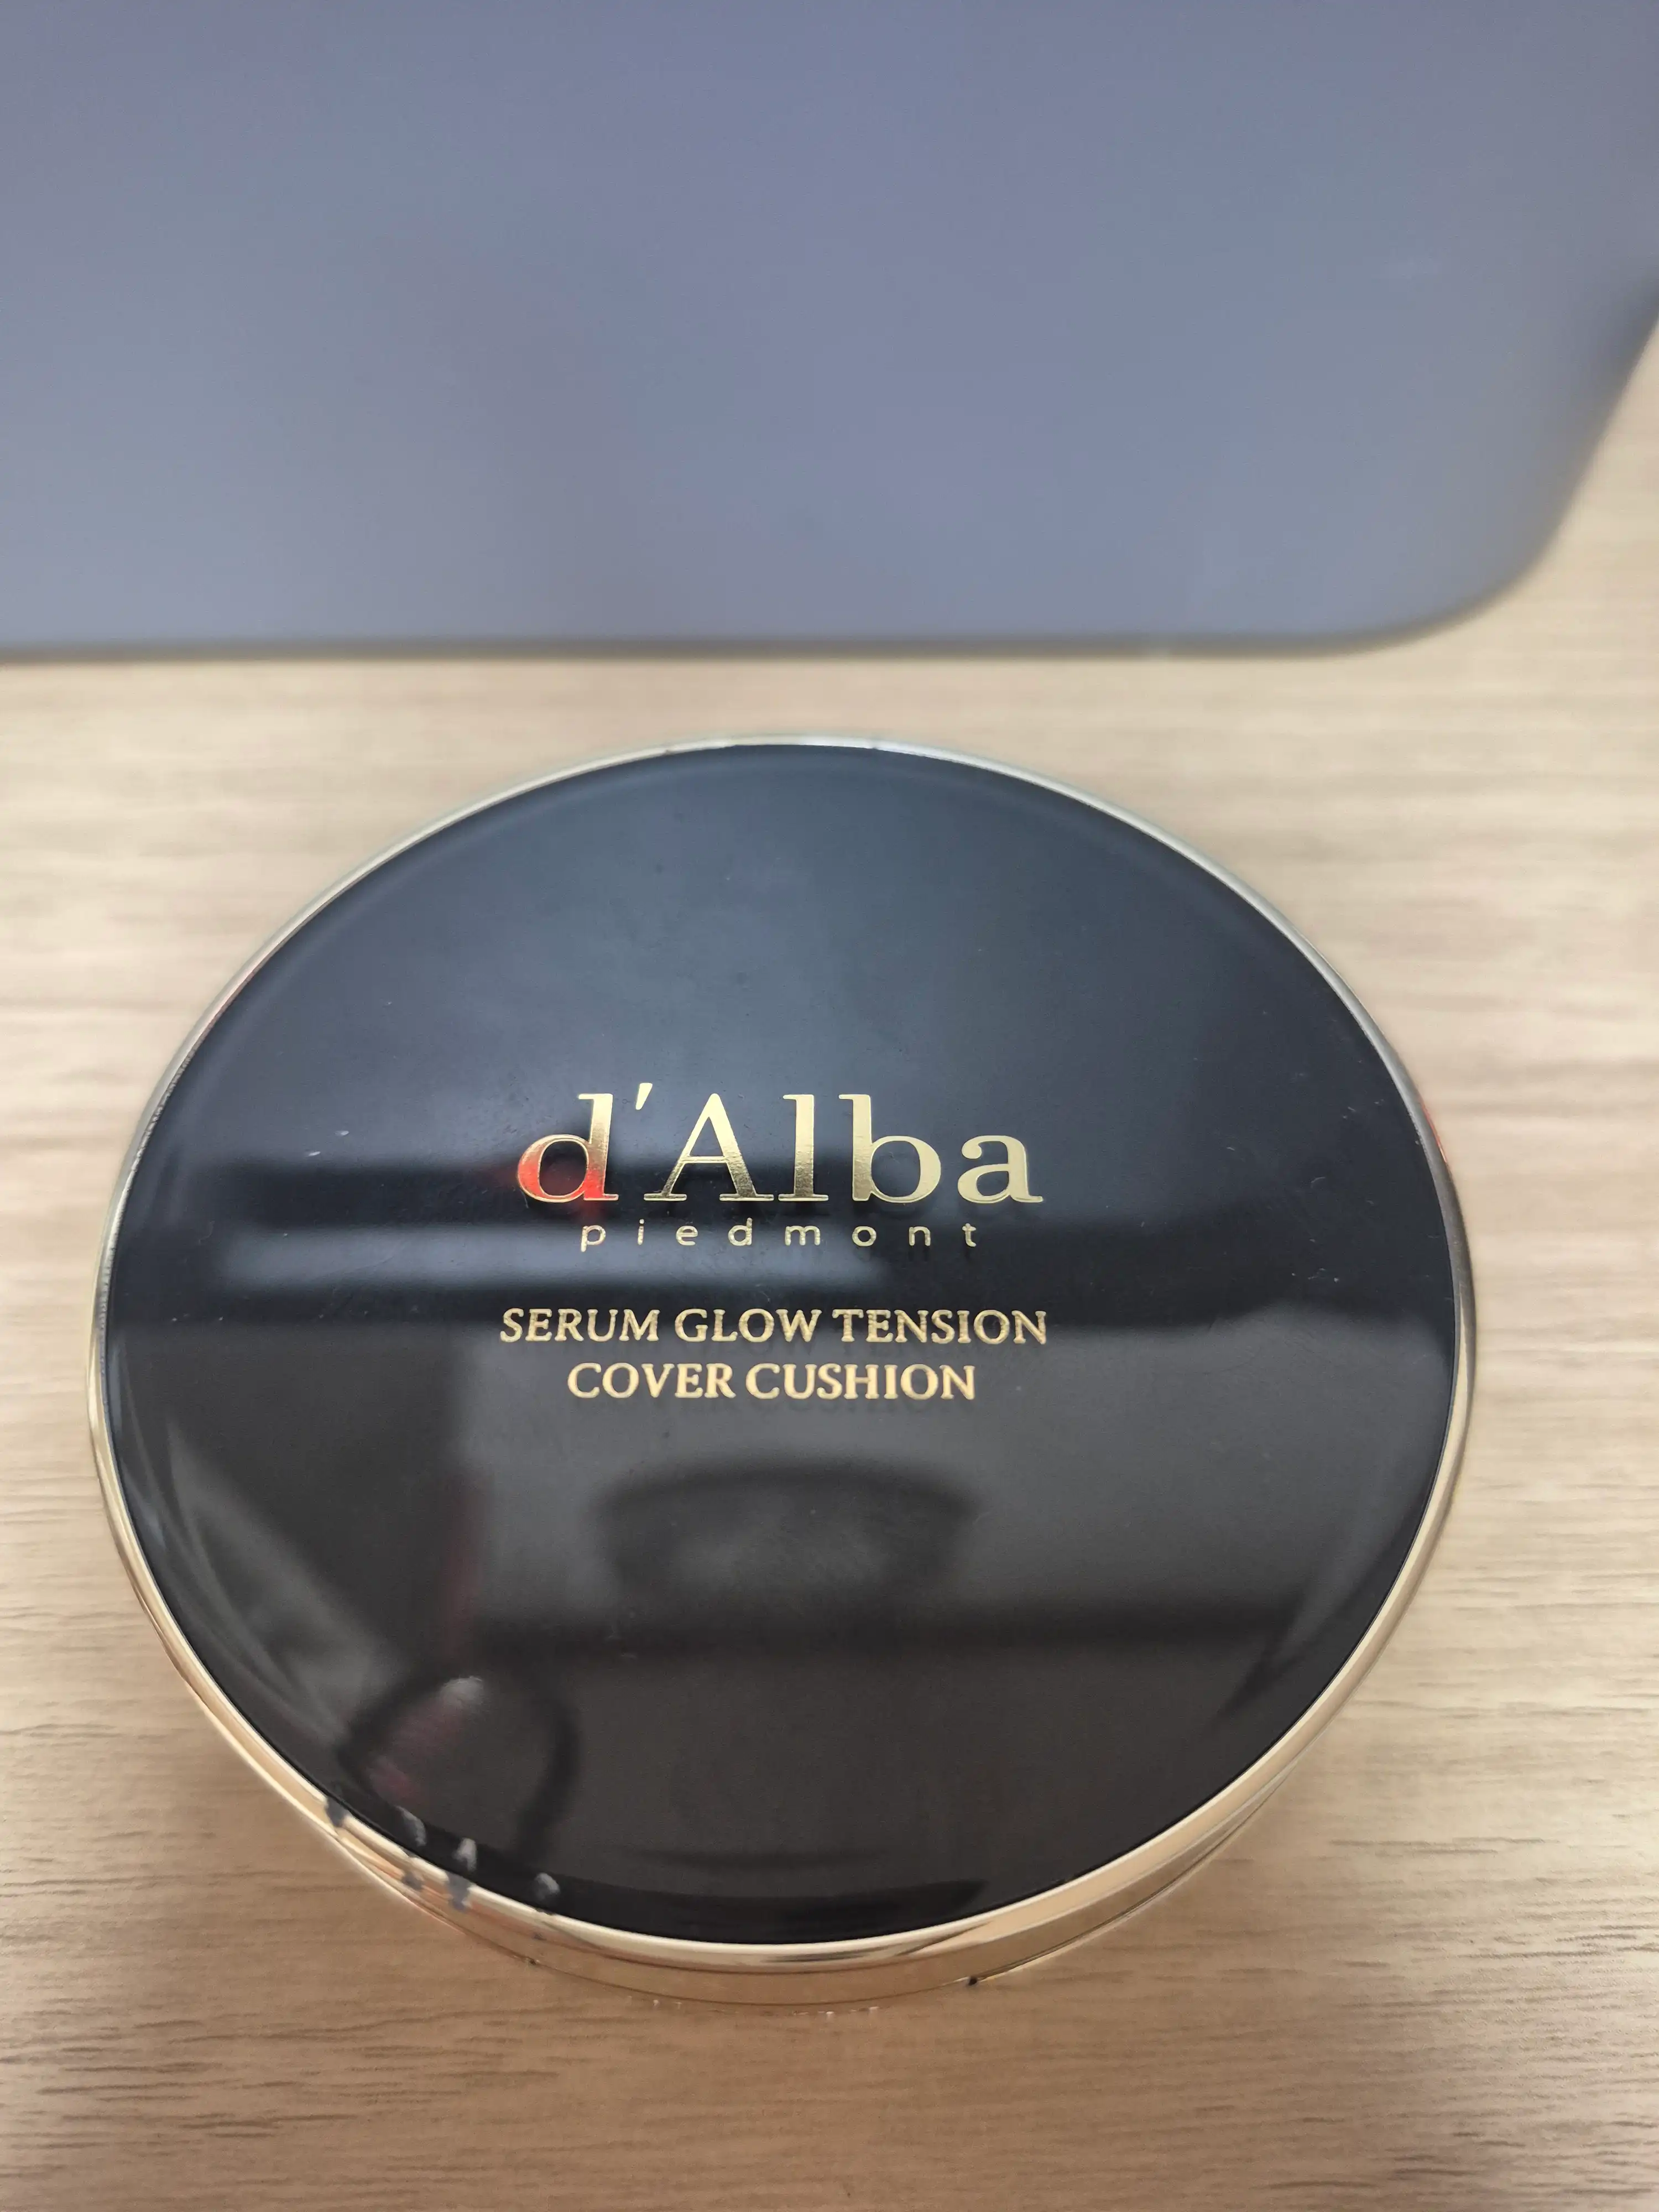 d'Alba
piedmont
SERUM GLOW TENSION
COVER CUSHION